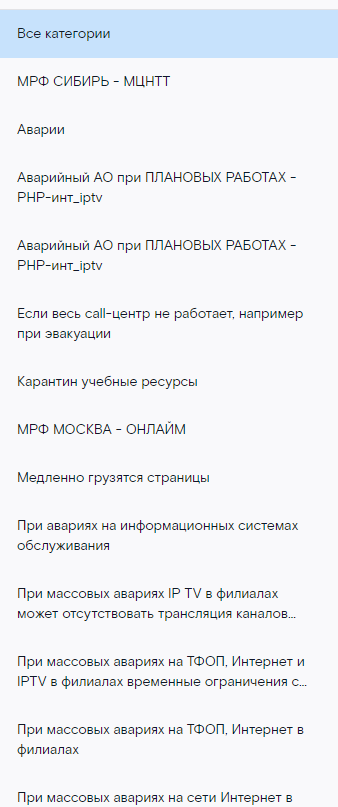 Все категории
МРФ СИБИРЬ - МЦНТТ
Аварии
Аварийный АО при ПЛАНОВЫХ РАБОТАХ -
PHP-инт_iptv
Аварийный АО при ПЛАНОВЫХ РАБОТАХ -
PHP-инт_iptv
Если весь call-центр не работает, например
при эвакуации
Карантин учебные ресурсы
МРФ МОСКВА - ОНЛАЙМ
Медленно грузятся страницы
При авариях на информационных системах
обслуживания
При массовых авариях IP TV в филиалах
может отсутствовать трансляция каналов...
При массовых авариях на ТФОП, Интернет и
IPTV в филиалах временные ограничения с...
При массовых авариях на ТФОП, Интернет в
филиалах
При массовых авариях на сети Интернет в